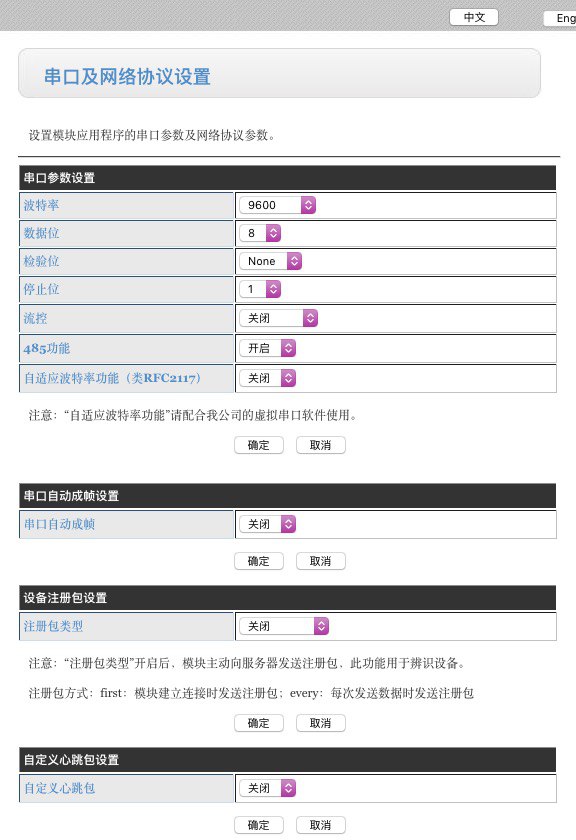 中文
Eng
串口及网络协议设置
设置模块应用程序的串口参数及网络协议参数。
串口参数设置
波特率 9600
数据位 8
检验位 None
停止位 1
流控 关闭
485功能 开启
自适应波特率功能（类RFC2117） 关闭
注意：“自适应波特率功能”请配合我公司的虚拟串口软件使用。
确定 取消
串口自动成帧设置
串口自动成帧 关闭
确定 取消
设备注册包设置
注册包类型 关闭
注意：“注册包类型”开启后，模块主动向服务器发送注册包，此功能用于辨识设备。
注册包方式：first：模块建立连接时发送注册包；every：每次发送数据时发送注册包
确定 取消
自定义心跳包设置
自定义心跳包 关闭
确定 取消